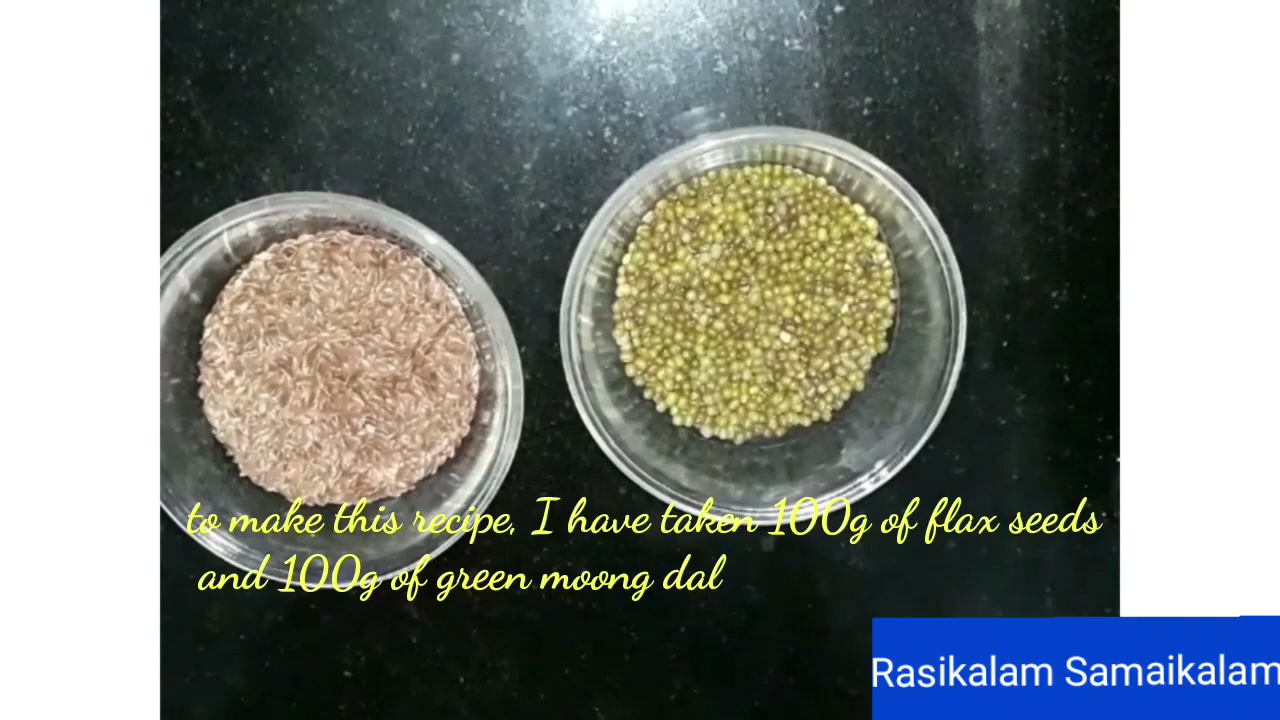 to make this recipe, I have taken 100g of flax seeds
and 100g of green moong dal
Rasikalam Samaikalam